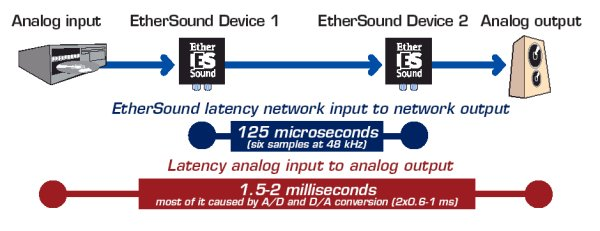 Analog input EtherSound Device 1 EtherSound Device 2 Analog output
Ether
ES
Sound
Ether
ES
Sound
EtherSound latency network input to network output
125 microseconds
(six samples at 48 kHz)
Latency analog input to analog output
1.5-2 milliseconds
most of it caused by A/D and D/A conversion (2x0.6-1 ms)